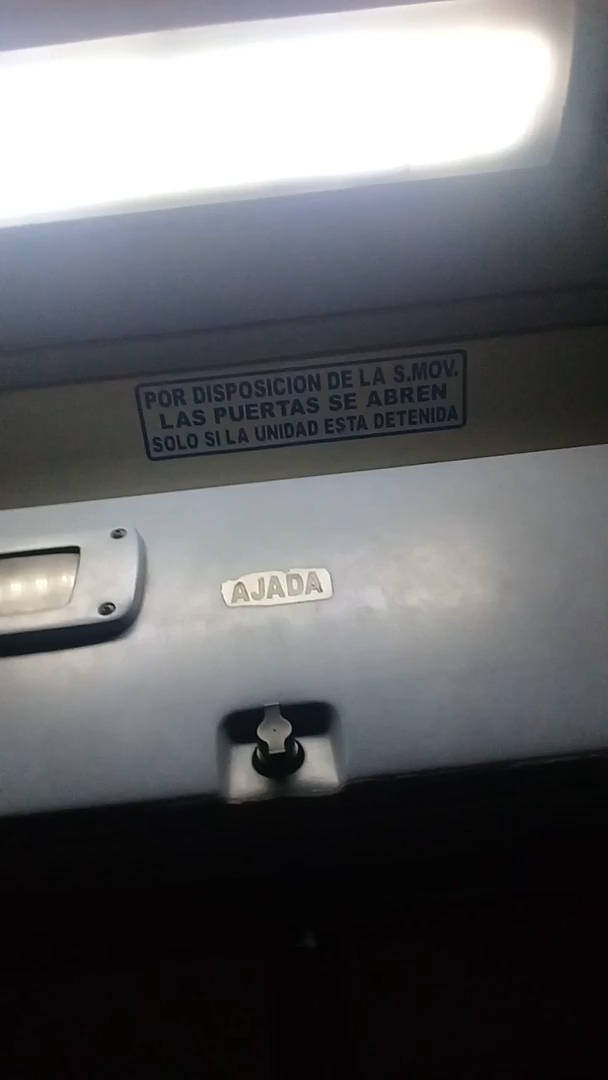 POR DISPOSICION DE LA S.MOV.
LAS PUERTAS SE ABREN
SOLO SI LA UNIDAD ESTA DETENIDA
AJADA